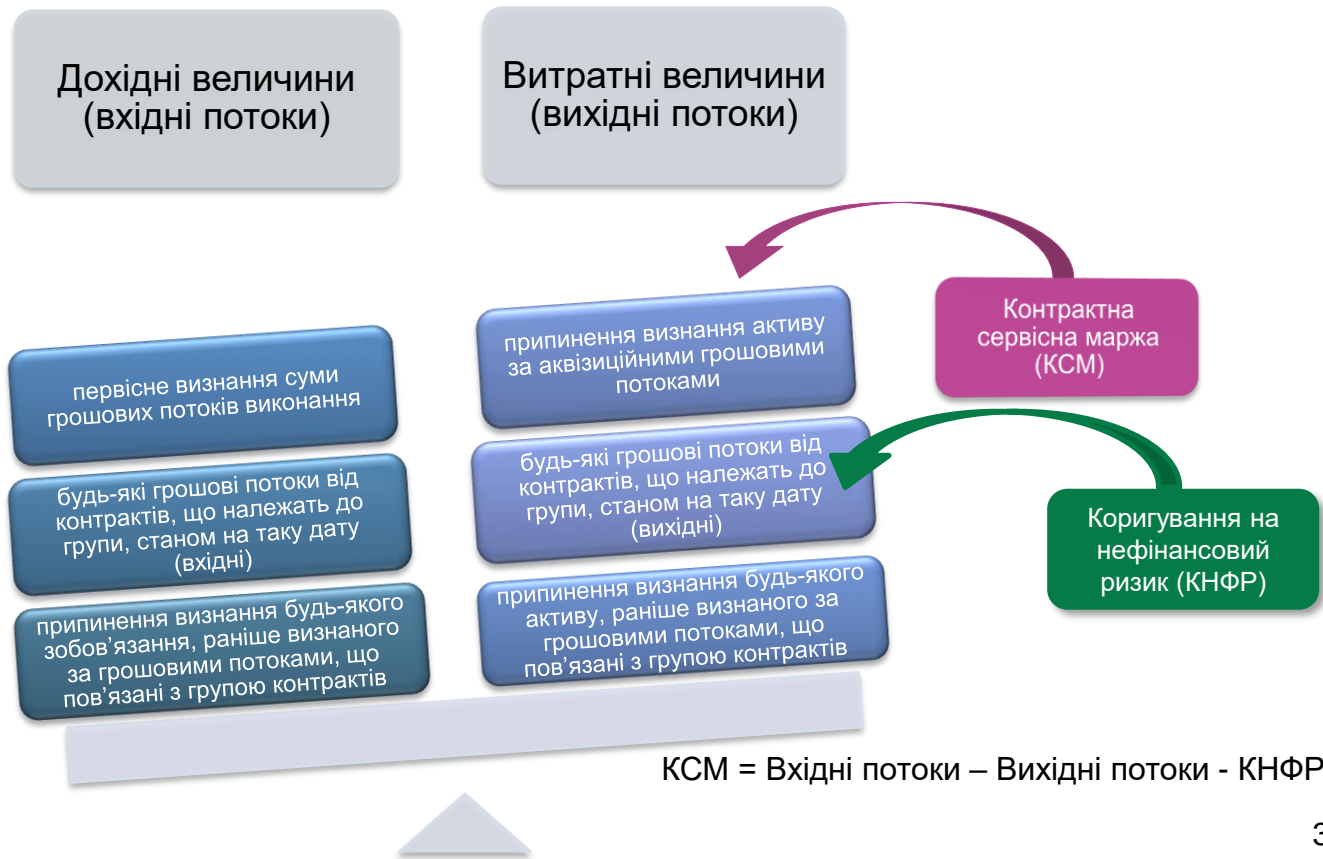 Дохідні величини
(вхідні потоки)
Витратні величини
(вихідні потоки)
первісне визнання суми
грошових потоків виконання
будь-які грошові потоки від
контрактів, що належать до
групи, станом на таку дату
(вхідні)
припинення визнання будь-якого
зобов’язання, раніше визнаного
за грошовими потоками, що
пов’язані з групою контрактів
припинення визнання активу
за аквізиційними грошовими
потоками
будь-які грошові потоки від
контрактів, що належать до
групи, станом на таку дату
(вихідні)
припинення визнання будь-якого
активу, раніше визнаного за
грошовими потоками, що
пов’язані з групою контрактів
Контрактна
сервісна маржа
(КСМ)
Коригування на
нефінансовий
ризик (КНФР)
КСМ = Вхідні потоки – Вихідні потоки - КНФР
3